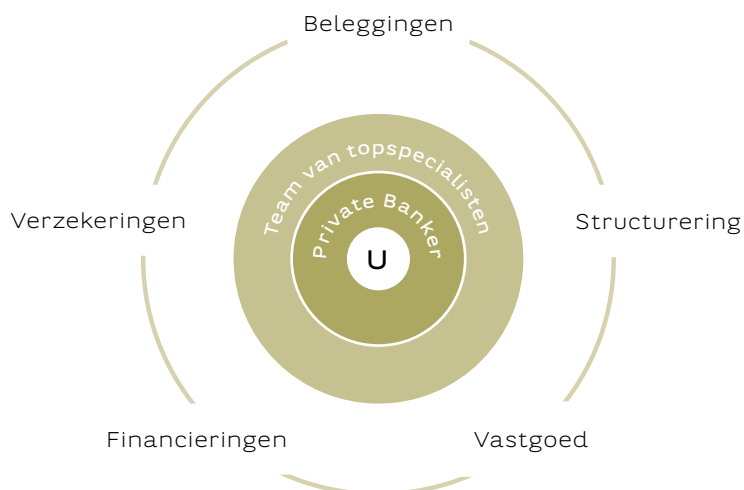 Beleggingen
Team van topspecialisten
Private Banker
U
Verzekeringen
Structurering
Financieringen
Vastgoed